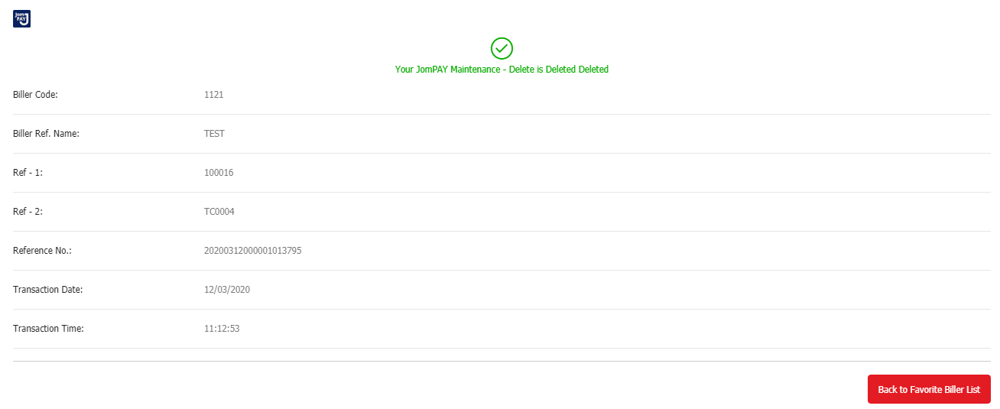 Jom
PAY
Your JomPAY Maintenance - Delete is Deleted Deleted
Biller Code: 1121
Biller Ref. Name: TEST
Ref - 1: 100016
Ref - 2: TC0004
Reference No.: 20200312000001013795
Transaction Date: 12/03/2020
Transaction Time: 11:12:53
Back to Favorite Biller List